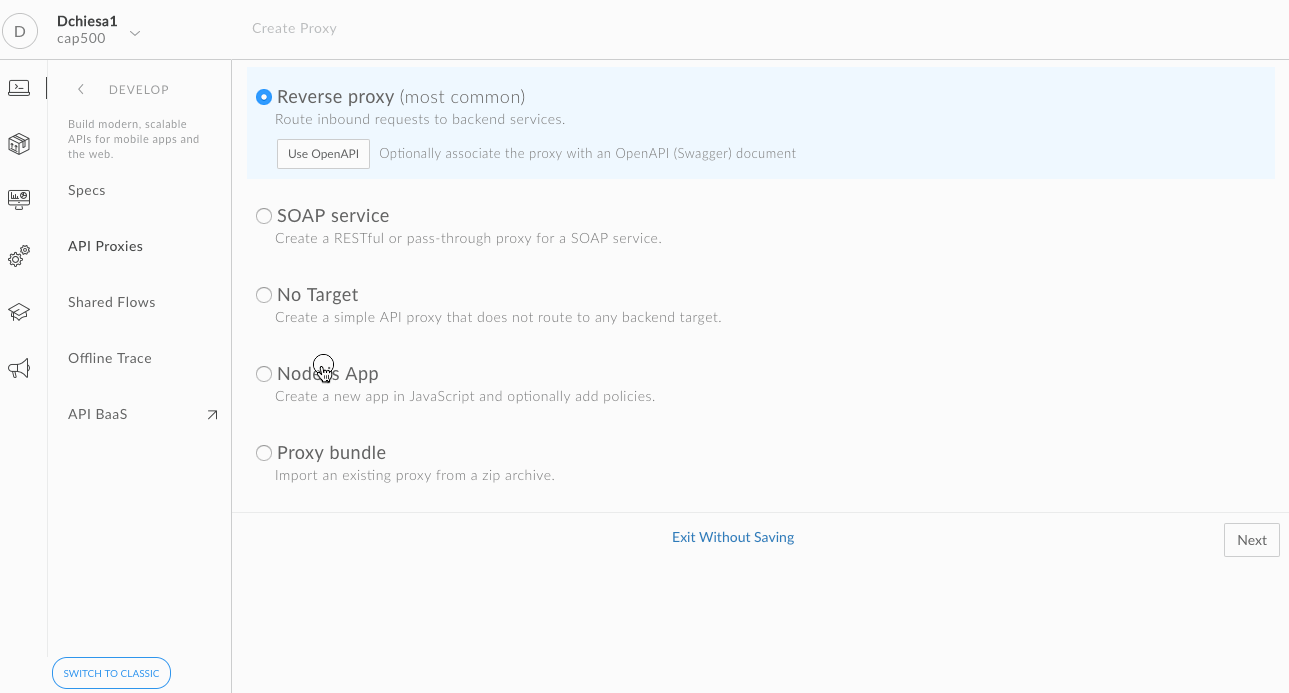 D
Dchiesa1
cap500
Create Proxy
DEVELOP
Build modern, scalable
APIs for mobile apps and
the web.
Specs
API Proxies
Shared Flows
Offline Trace
API BaaS
SWITCH TO CLASSIC
Reverse proxy (most common)
Route inbound requests to backend services.
Use OpenAPI Optionally associate the proxy with an OpenAPI (Swagger) document
SOAP service
Create a RESTful or pass-through proxy for a SOAP service.
No Target
Create a simple API proxy that does not route to any backend target.
Node.js App
Create a new app in JavaScript and optionally add policies.
Proxy bundle
Import an existing proxy from a zip archive.
Exit Without Saving
Next